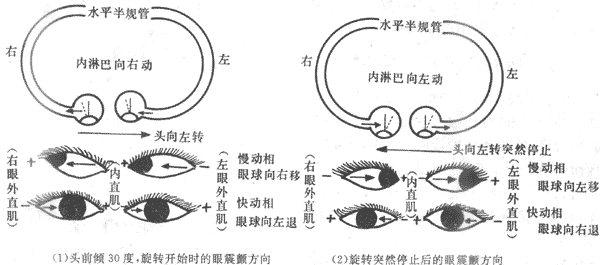 水平半规管
右
左
内淋巴向右动
头向左转
（右眼外直肌）
（内直肌）
（左眼外直肌）
+ - + -
慢动相
眼球向右移
- + - +
快动相
眼球向左退
(1)头前倾30度,旋转开始时的眼震颤方向
水平半规管
右
左
内淋巴向左动
头向左转突然停止
（右眼外直肌）
（内直肌）
（左眼外直肌）
- + - +
慢动相
眼球向左移
+ - + -
快动相
眼球向右退
(2)旋转突然停止后的眼震颤方向